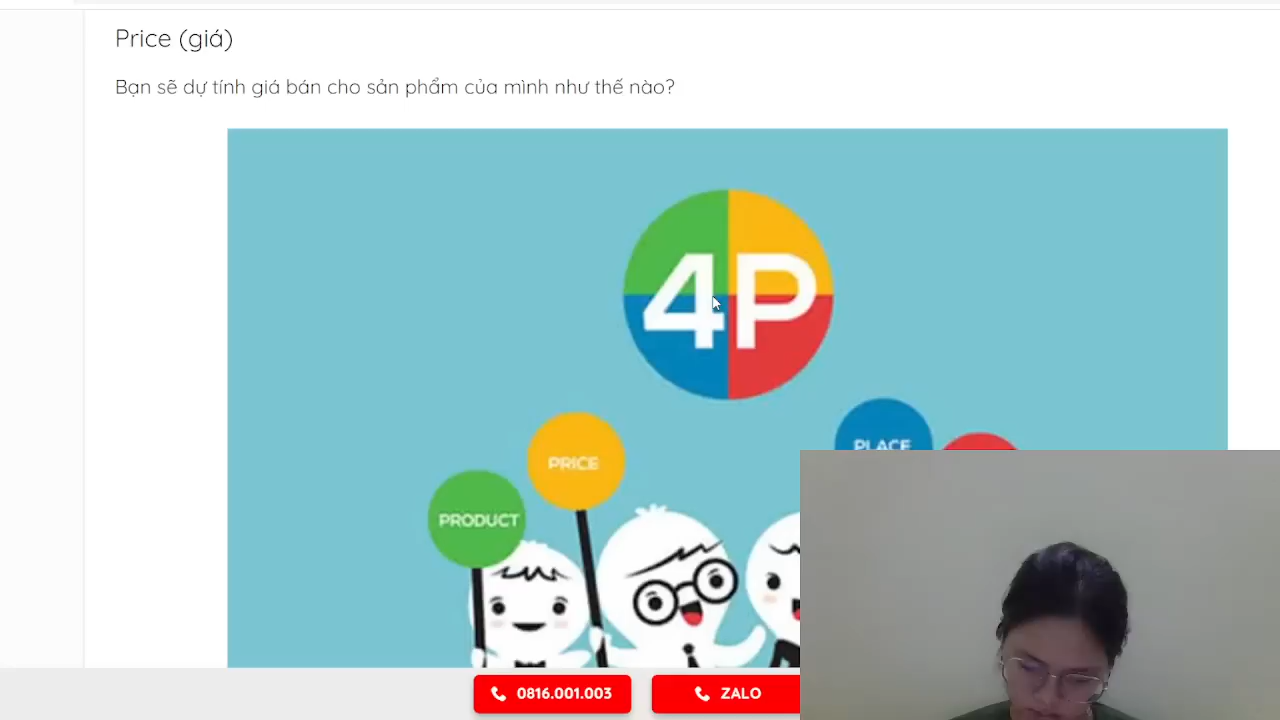 Price (giá)
Bạn sẽ dự tính giá bán cho sản phẩm của mình như thế nào?
4P
PLACE
PRICE
PRODUCT
0816.001.003
ZALO